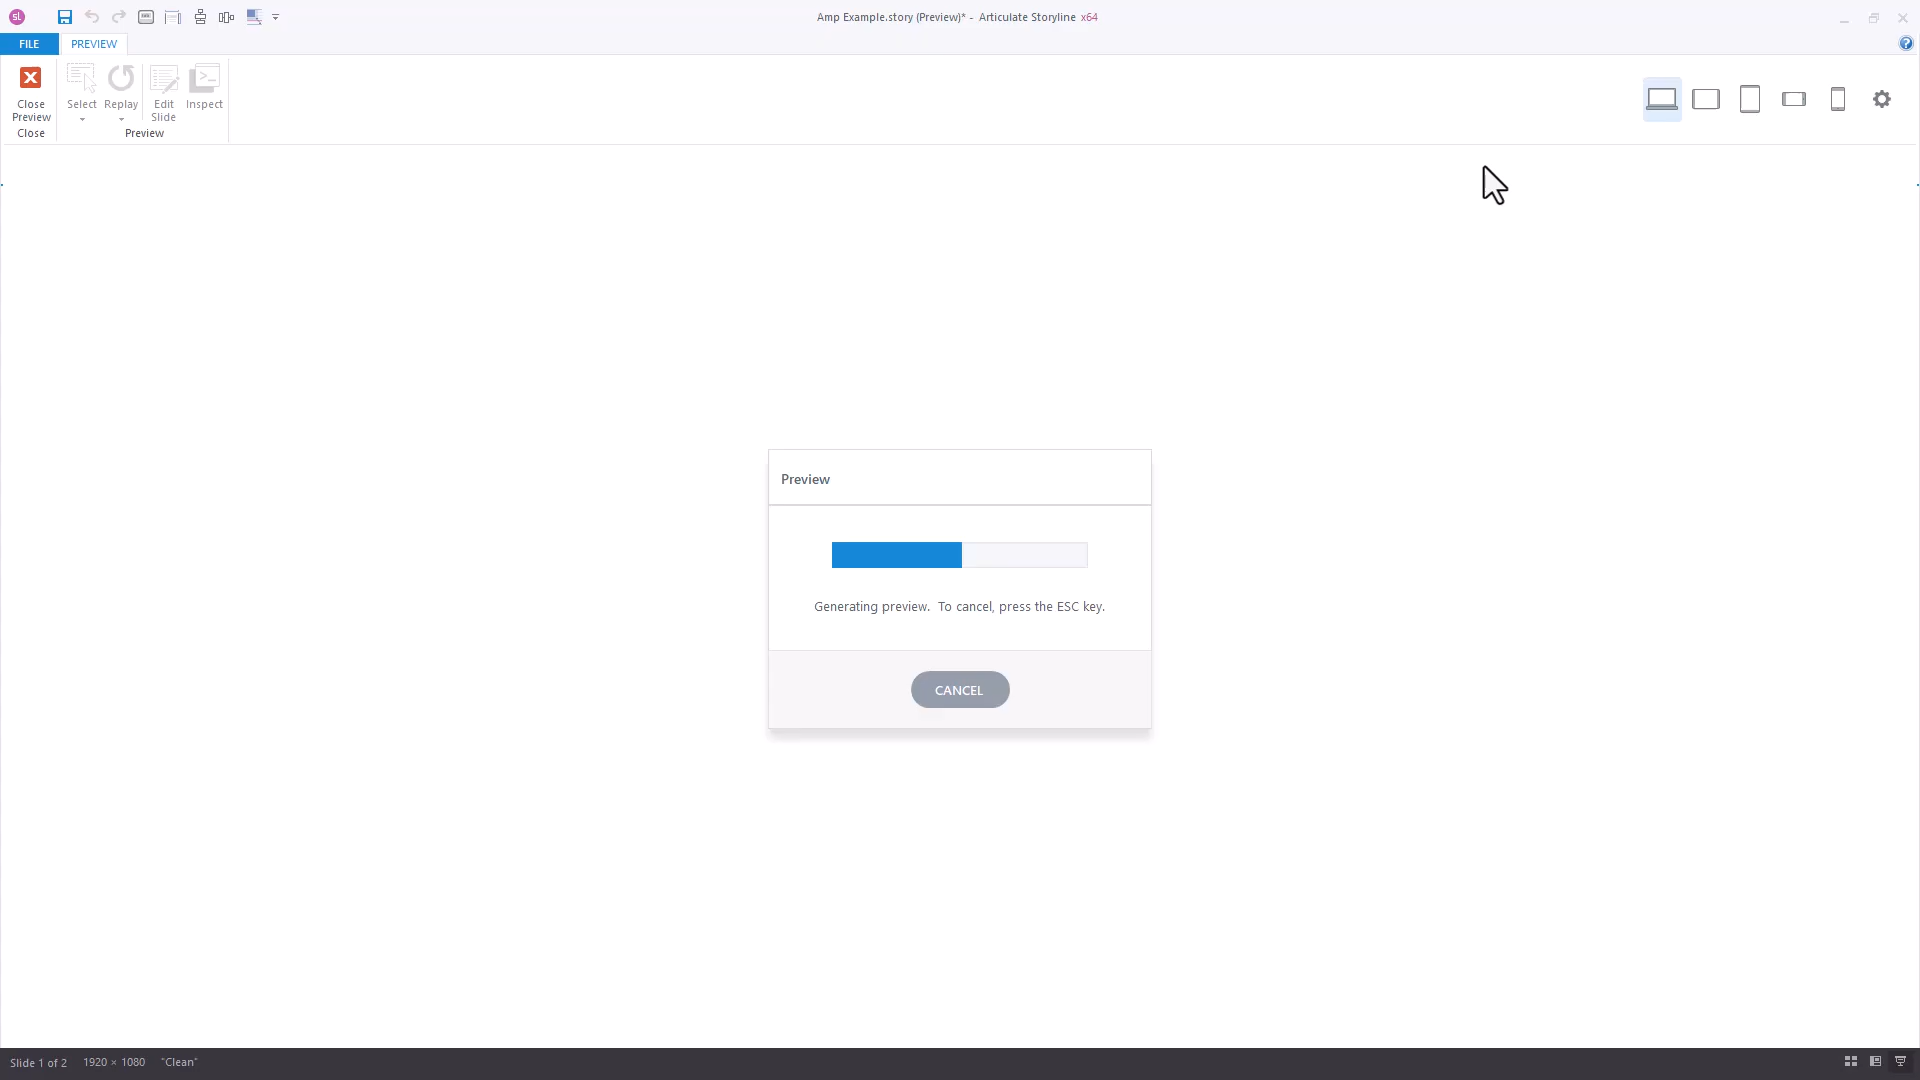 sl
Amp Example.story (Preview)* - Articulate Storyline x64
FILE
PREVIEW
?
Close
Preview
Select
Replay
Edit
Slide
Inspect
Close
Preview
Preview
Generating preview.  To cancel, press the ESC key.
CANCEL
Slide 1 of 2
1920 × 1080
"Clean"